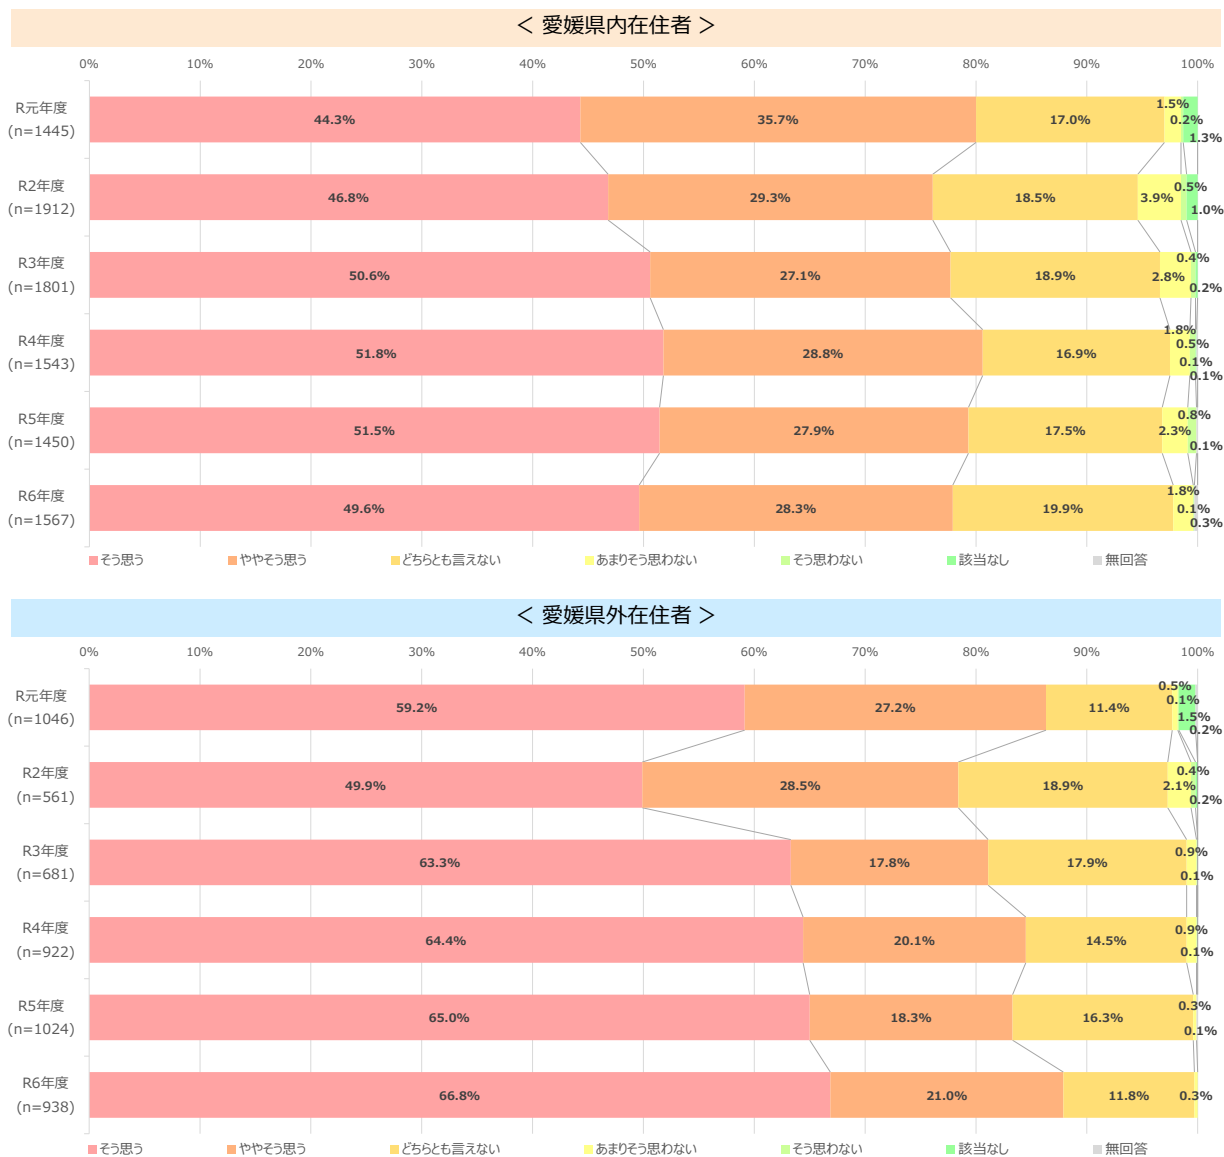 ＜ 愛媛県内在住者 ＞
0% 10% 20% 30% 40% 50% 60% 70% 80% 90% 100%
R元年度
(n=1445)
44.3% 35.7% 17.0% 1.5% 0.2% 1.3%
R2年度
(n=1912)
46.8% 29.3% 18.5% 3.9% 0.5% 1.0%
R3年度
(n=1801)
50.6% 27.1% 18.9% 2.8% 0.4% 0.2%
R4年度
(n=1543)
51.8% 28.8% 16.9% 1.8% 0.5% 0.1% 0.1%
R5年度
(n=1450)
51.5% 27.9% 17.5% 2.3% 0.8% 0.1%
R6年度
(n=1567)
49.6% 28.3% 19.9% 1.8% 0.1% 0.3%
そう思う ややそう思う どちらとも言えない あまりそう思わない そう思わない 該当なし 無回答
＜ 愛媛県外在住者 ＞
0% 10% 20% 30% 40% 50% 60% 70% 80% 90% 100%
R元年度
(n=1046)
59.2% 27.2% 11.4% 0.5% 0.1% 1.5% 0.2%
R2年度
(n=561)
49.9% 28.5% 18.9% 2.1% 0.4% 0.2%
R3年度
(n=681)
63.3% 17.8% 17.9% 0.9% 0.1%
R4年度
(n=922)
64.4% 20.1% 14.5% 0.9% 0.1%
R5年度
(n=1024)
65.0% 18.3% 16.3% 0.3% 0.1%
R6年度
(n=938)
66.8% 21.0% 11.8% 0.3%
そう思う ややそう思う どちらとも言えない あまりそう思わない そう思わない 該当なし 無回答